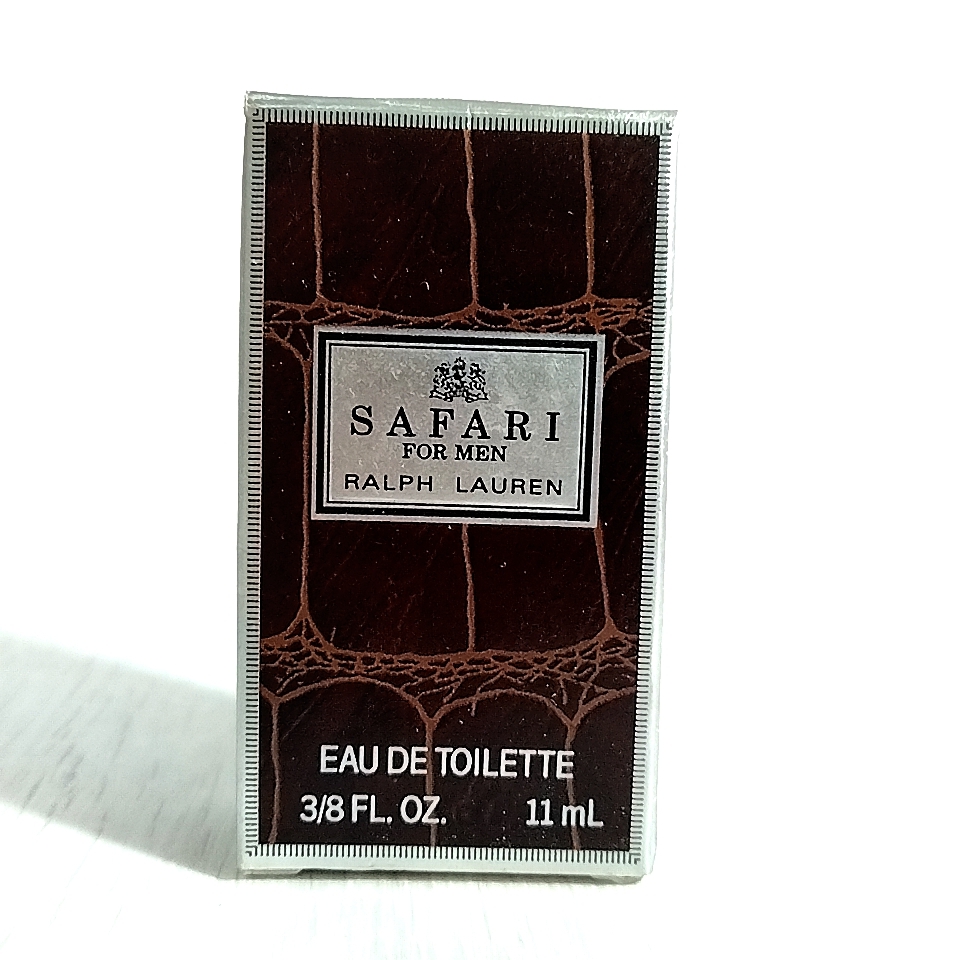 SAFARI
FOR MEN
RALPH LAUREN
EAU DE TOILETTE
3/8 FL. OZ. 11 mL